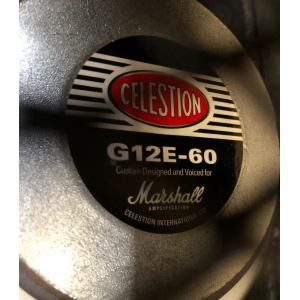 CELESTION
G12E-60
Custom Designed and Voiced for
Marshall
AMPLIFICATION
CELESTION INTERNATIONAL